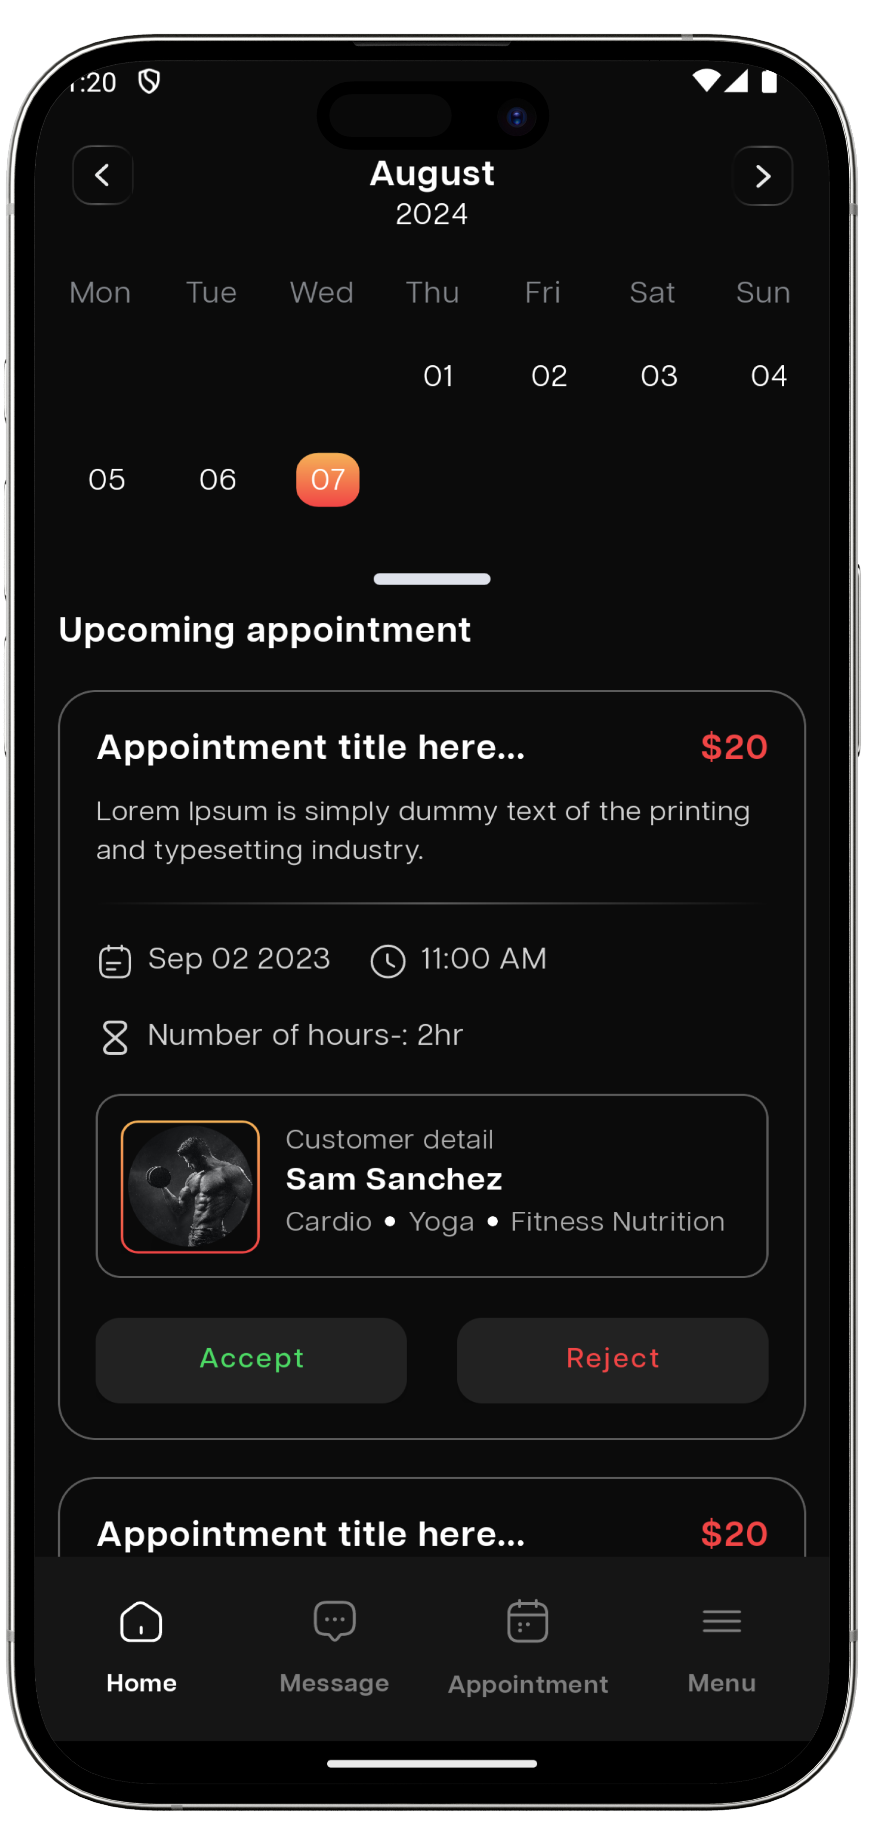 :20
August
2024
Mon Tue Wed Thu Fri Sat Sun
01 02 03 04
05 06 07
Upcoming appointment
Appointment title here... $20
Lorem Ipsum is simply dummy text of the printing
and typesetting industry.
Sep 02 2023 11:00 AM
Number of hours-: 2hr
Customer detail
Sam Sanchez
Cardio • Yoga • Fitness Nutrition
Accept Reject
Appointment title here... $20
Home Message Appointment Menu